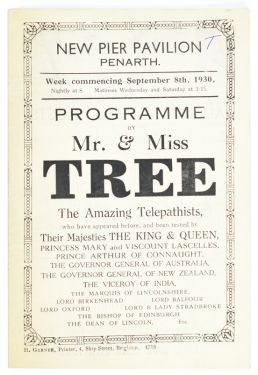 NEW PIER PAVILION T
PENARTH.
Week commencing September 8th, 1930,
Nightly at 8. Matinees Wednesday and Saturday at 3-15
PROGRAMME
BY
Mr. & Miss
TREE
The Amazing Telepathists,
who have appeared before, and been tested by
Their Majesties THE KING & QUEEN,
PRINCESS MARY and VISCOUNT LASCELLES,
PRINCE ARTHUR OF CONNAUGHT,
THE GOVERNOR GENERAL OF AUSTRALIA,
THE GOVERNOR GENERAL OF NEW ZEALAND,
THE VICEROY OF INDIA,
THE MARQUIS OF LINCOLNSHIRE,
LORD BIRKENHEAD LORD BALFOUR
LORD OXFORD LORD & LADY STRADBROKE
THE BISHOP OF EDINBURGH
THE DEAN OF LINCOLN, Etc.
H. GARNER, Printer, 4, Ship Street, Brighton. 4778